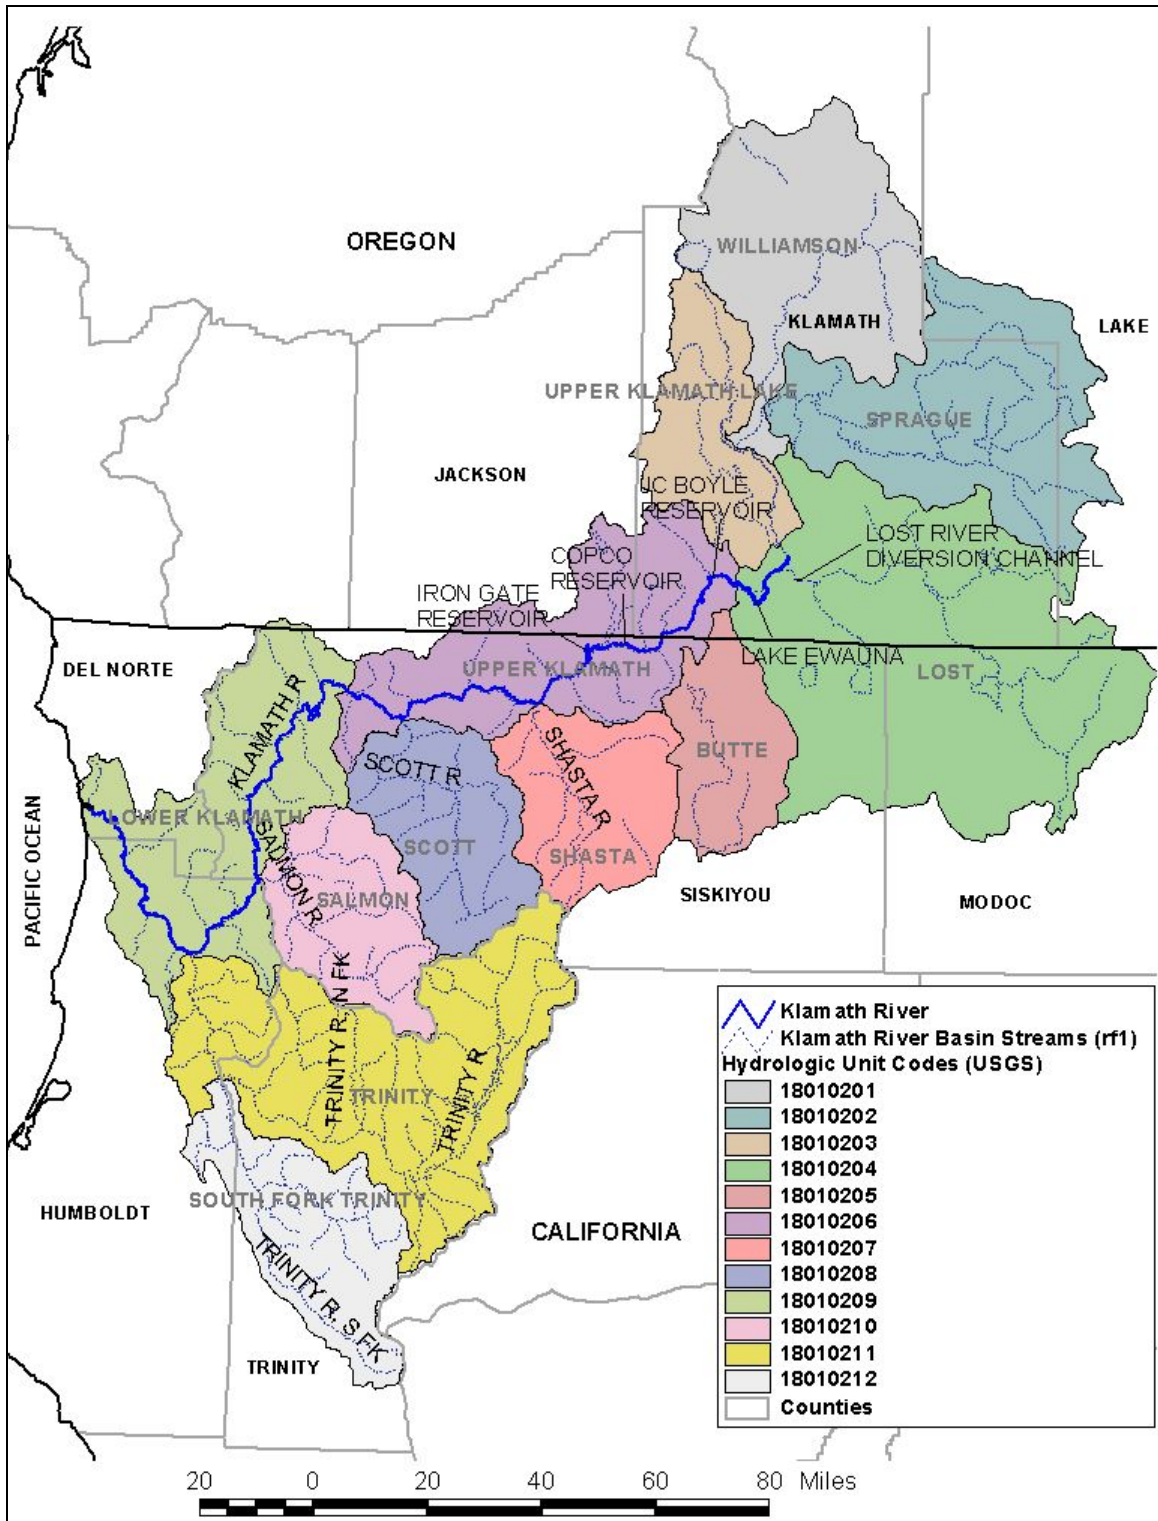 OREGON
WILLIAMSON
KLAMATH
LAKE
UPPER KLAMATH LAKE
SPRAGUE
JACKSON
JC BOYLE
RESERVOIR
LOST RIVER
DIVERSION CHANNEL
COPCO
RESERVOIR
IRON GATE
RESERVOIR
DEL NORTE
UPPER KLAMATH
LAKE EWAUNA
LOST
KLAMATH R
SCOTT R
SHASTA R
BUTTE
LOWER KLAMATH
SALMON R
SCOTT
SHASTA
SALMON
SISKIYOU
MODOC
PACIFIC OCEAN
TRINITY R, N FK
TRINITY R
TRINITY
SOUTH FORK TRINITY
HUMBOLDT
CALIFORNIA
TRINITY R, S FK
TRINITY
Klamath River
Klamath River Basin Streams (rf1)
Hydrologic Unit Codes (USGS)
18010201
18010202
18010203
18010204
18010205
18010206
18010207
18010208
18010209
18010210
18010211
18010212
Counties
20 0 20 40 60 80 Miles